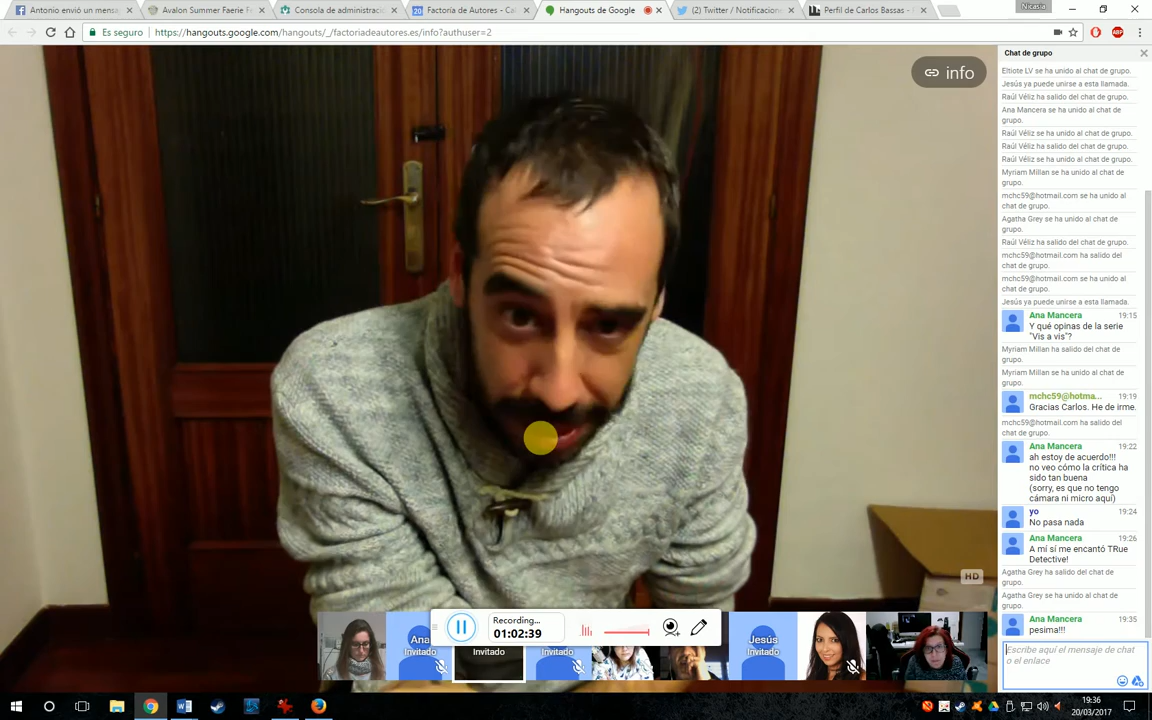 Antonio envió un mensa
Avalon Summer Faerie F
Consola de administraci
Factoría de Autores - Ca
Hangouts de Google
(2) Twitter / Notificacione
Perfil de Carlos Bassas -
Nicasia
Es seguro
https://hangouts.google.com/hangouts/_/factoriadeautores.es/info?authuser=2
info
Chat de grupo
Eltiote LV se ha unido al chat de grupo.
Jesús ya puede unirse a esta llamada.
Raúl Véliz ha salido del chat de grupo.
Ana Mancera se ha unido al chat de
grupo.
Raúl Véliz se ha unido al chat de grupo.
Raúl Véliz ha salido del chat de grupo.
Raúl Véliz se ha unido al chat de grupo.
Myriam Millan se ha unido al chat de
grupo.
mchc59@hotmail.com se ha unido al
chat de grupo.
Agatha Grey se ha unido al chat de
grupo.
Raúl Véliz ha salido del chat de grupo.
mchc59@hotmail.com ha salido del
chat de grupo.
mchc59@hotmail.com se ha unido al
chat de grupo.
Jesús ya puede unirse a esta llamada.
Ana Mancera 19:15
Y qué opinas de la serie
"Vis a vis"?
Myriam Millan ha salido del chat de
grupo.
Myriam Millan se ha unido al chat de
grupo.
mchc59@hotma... 19:19
Gracias Carlos. He de irme.
mchc59@hotmail.com ha salido del
chat de grupo.
Ana Mancera 19:22
ah estoy de acuerdo!!!
no veo cómo la crítica ha
sido tan buena
(sorry, es que no tengo
cámara ni micro aquí)
yo 19:24
No pasa nada
Ana Mancera 19:26
A mí sí me encantó TRue
Detective!
Agatha Grey ha salido del chat de
grupo.
Agatha Grey se ha unido al chat de
grupo.
Ana Mancera 19:35
pesima!!!
Escribe aquí el mensaje de chat
o el enlace
HD
Recording...
01:02:39
Ana
Invitado
Invitado
Invitado
Jesús
Invitado
19:36
20/03/2017